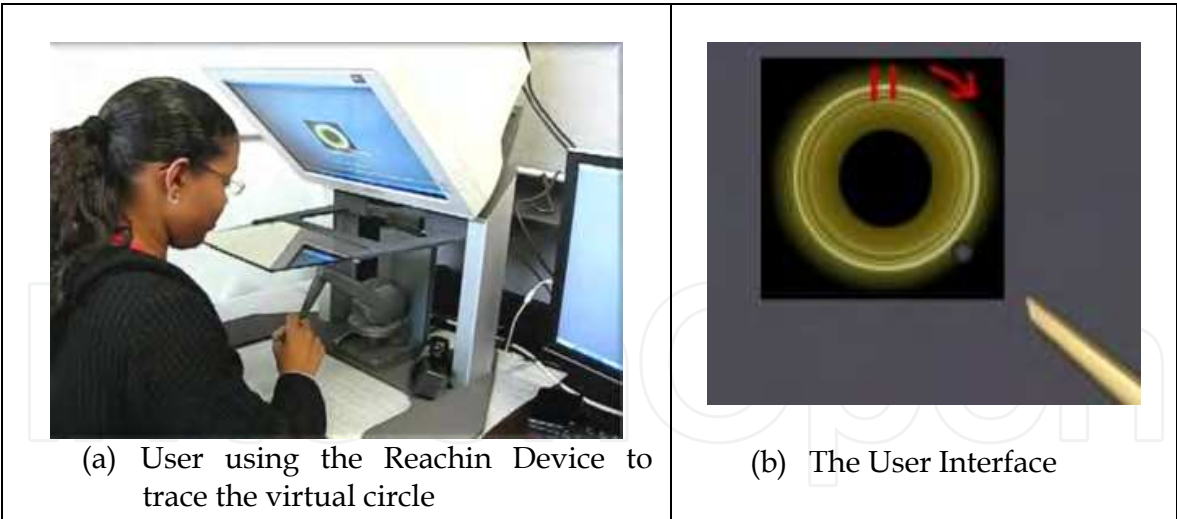 (a) User using the Reachin Device to
trace the virtual circle
(b) The User Interface